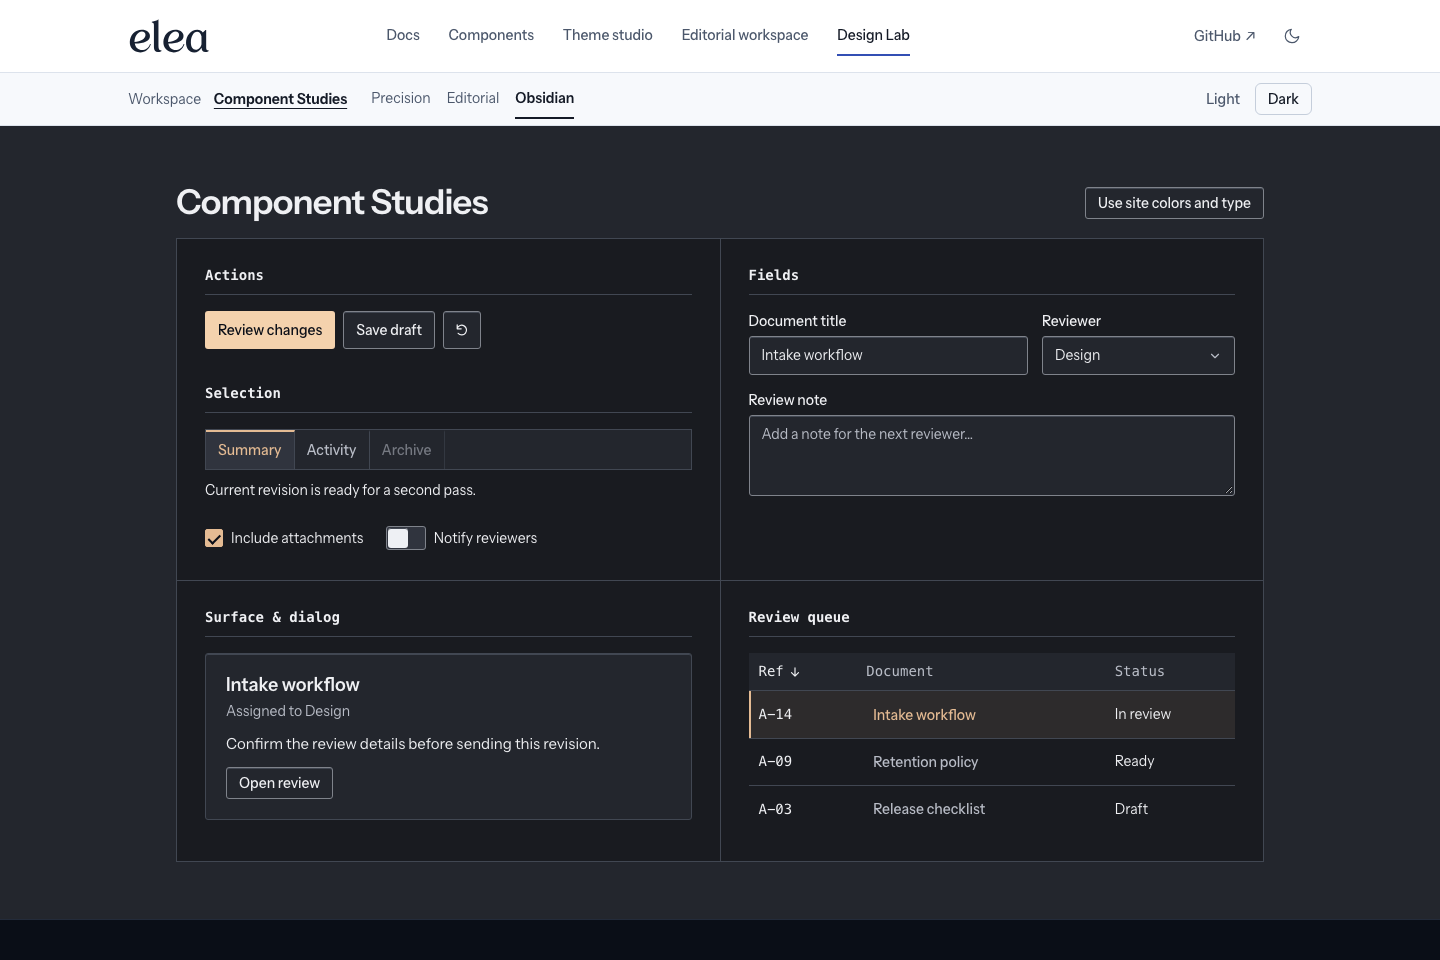 elea
Docs Components Theme studio Editorial workspace Design Lab GitHub ↗
Workspace Component Studies Precision Editorial Obsidian Light Dark
Component Studies
Use site colors and type
Actions
Review changes Save draft
Selection
Summary Activity Archive
Current revision is ready for a second pass.
Include attachments Notify reviewers
Fields
Document title Reviewer
Intake workflow Design
Review note
Add a note for the next reviewer...
Surface & dialog
Intake workflow
Assigned to Design
Confirm the review details before sending this revision.
Open review
Review queue
Ref ↓ Document Status
A–14 Intake workflow In review
A–09 Retention policy Ready
A–03 Release checklist Draft